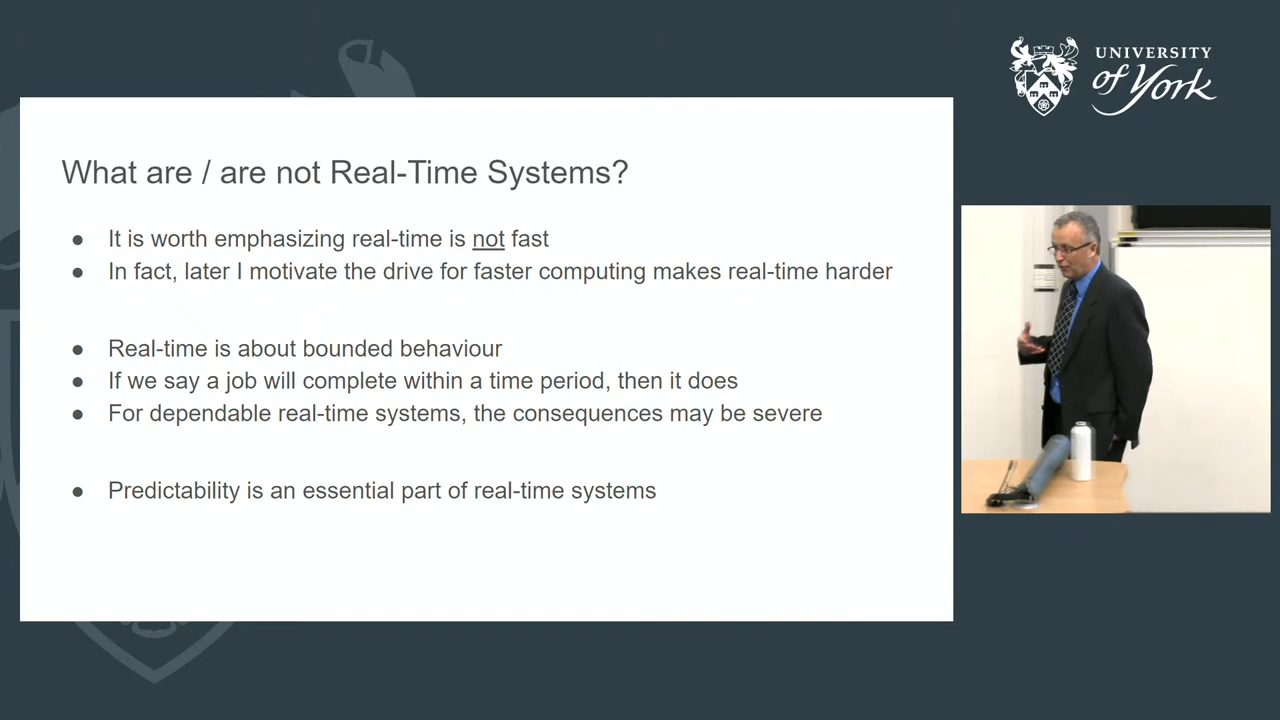 UNIVERSITY
of York
What are / are not Real-Time Systems?
● It is worth emphasizing real-time is not fast
● In fact, later I motivate the drive for faster computing makes real-time harder
● Real-time is about bounded behaviour
● If we say a job will complete within a time period, then it does
● For dependable real-time systems, the consequences may be severe
● Predictability is an essential part of real-time systems